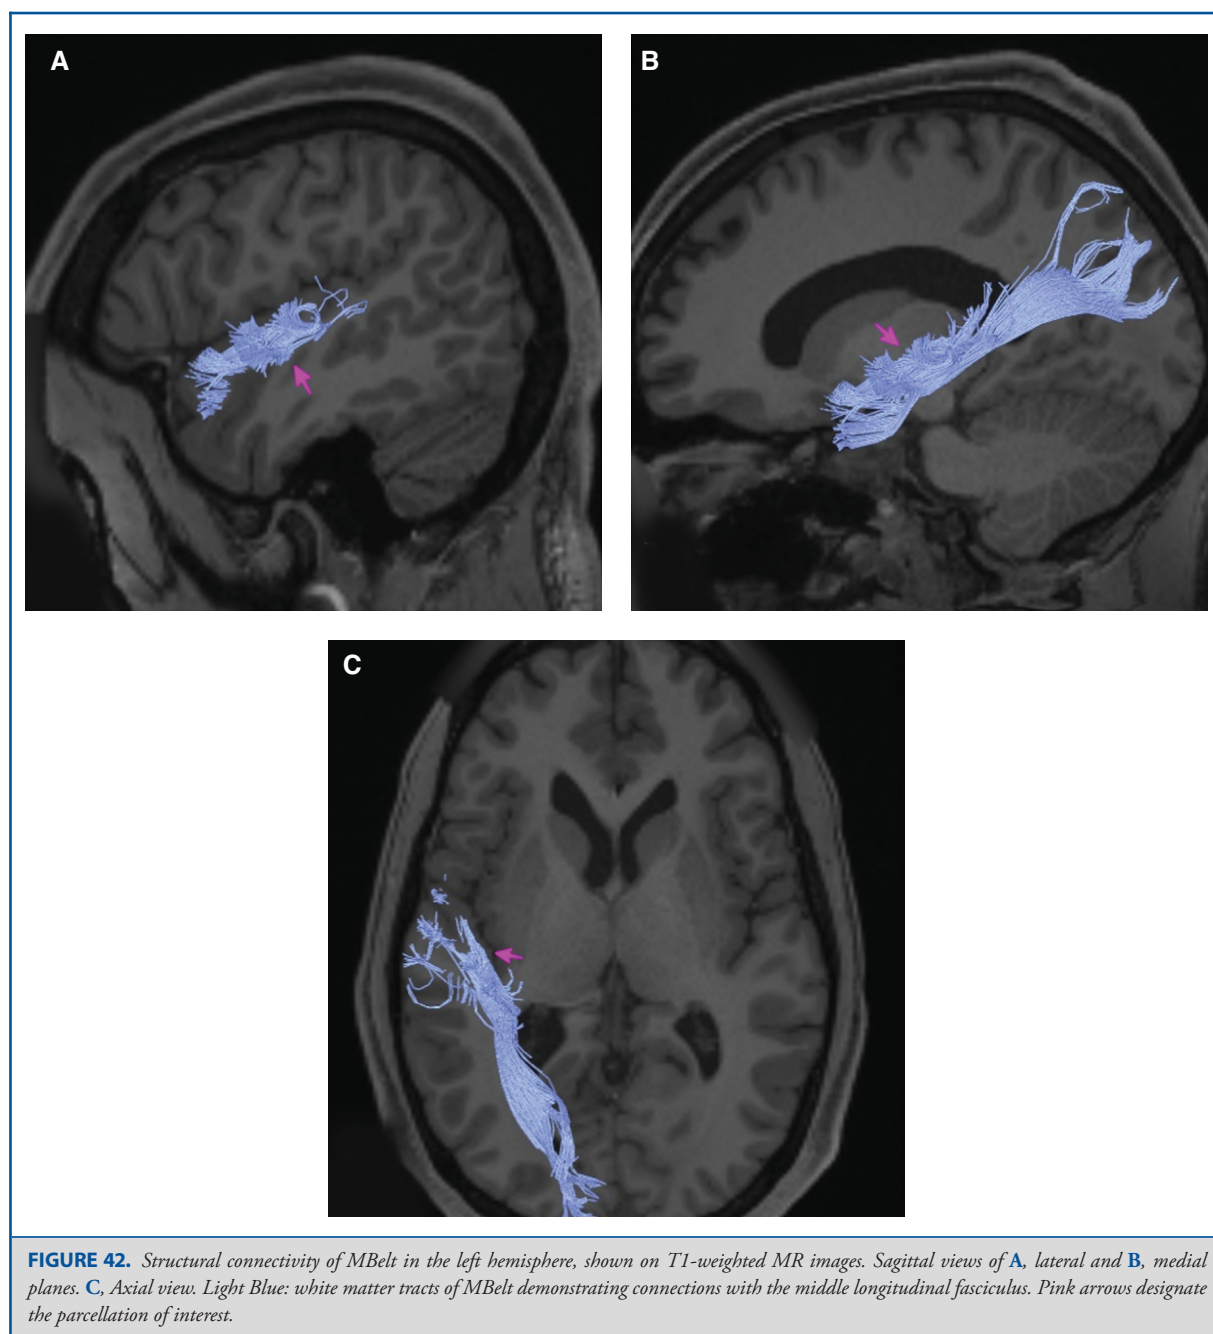 A
B
C
FIGURE 42. Structural connectivity of MBelt in the left hemisphere, shown on T1-weighted MR images. Sagittal views of A, lateral and B, medial
planes. C, Axial view. Light Blue: white matter tracts of MBelt demonstrating connections with the middle longitudinal fasciculus. Pink arrows designate
the parcellation of interest.